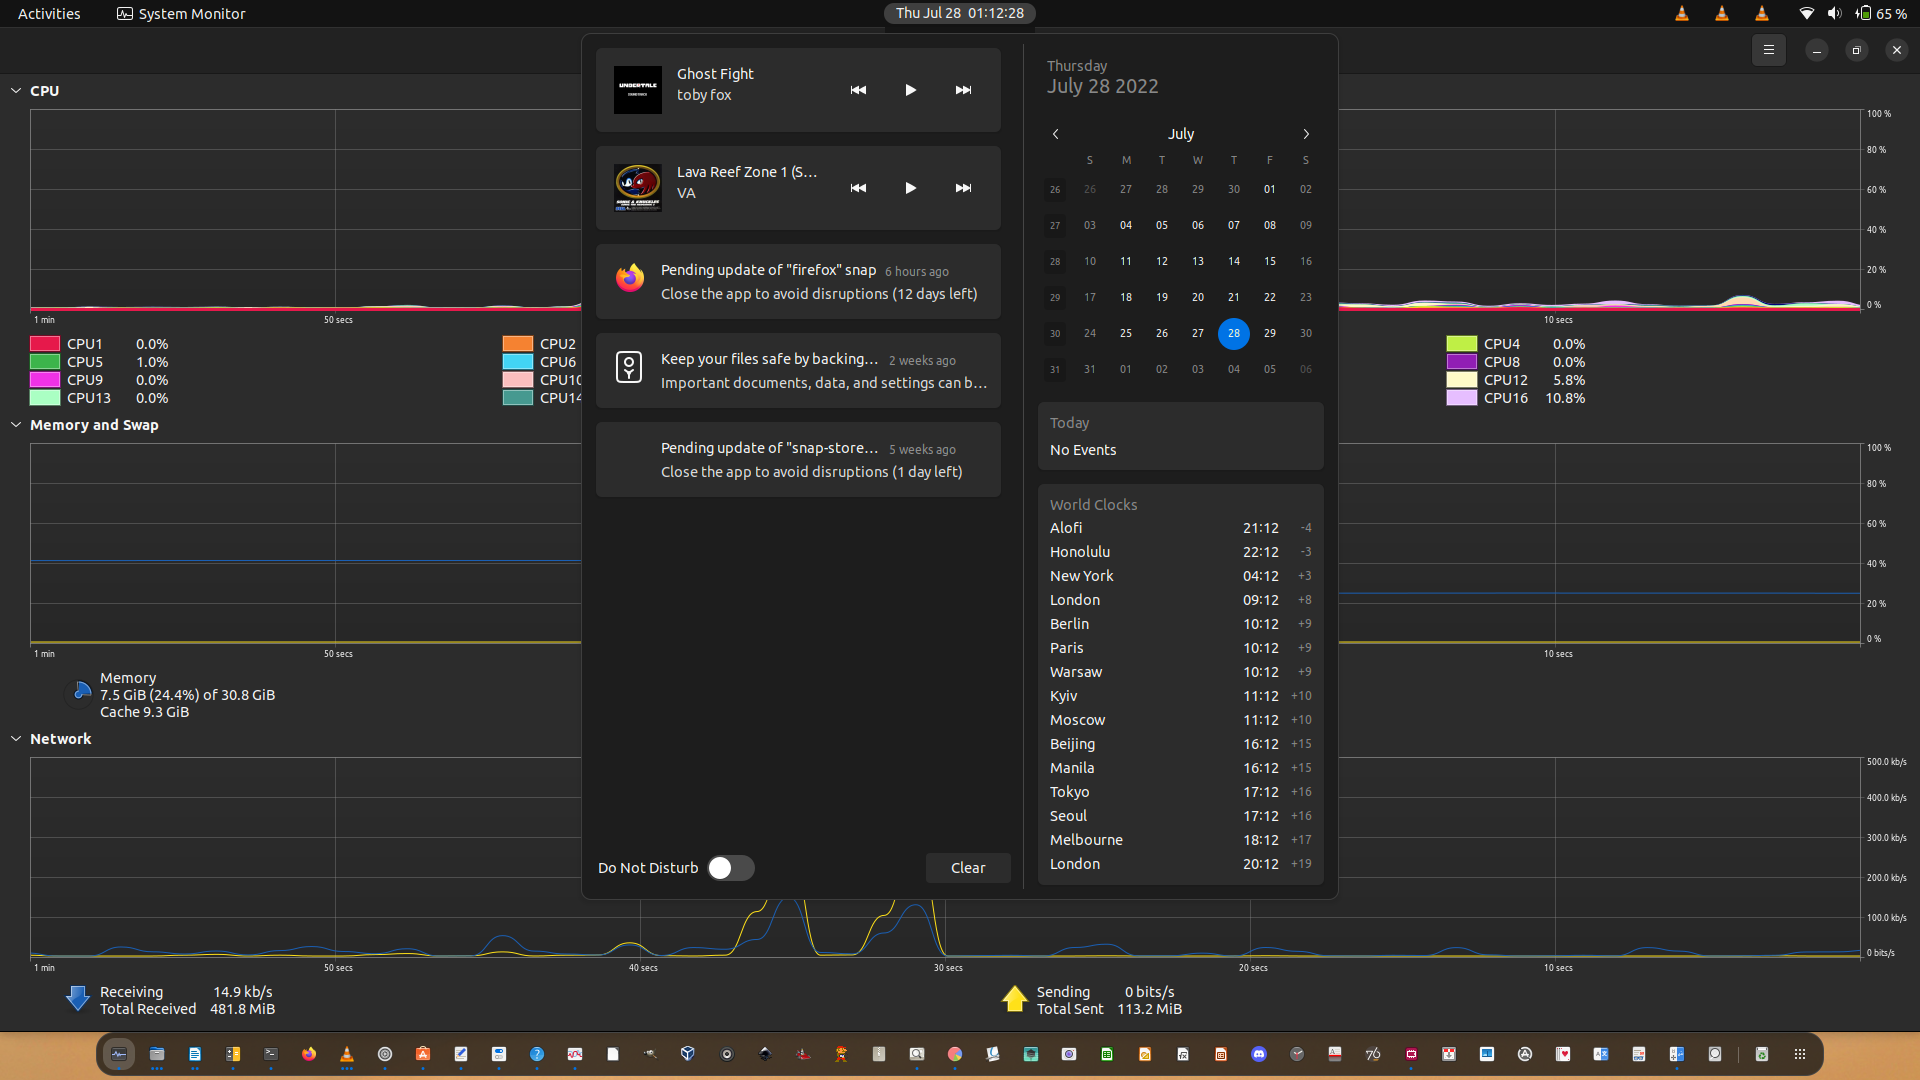 Activities
System Monitor
Thu Jul 28 01:12:28
65 %
CPU
100 %
80 %
60 %
40 %
20 %
0 %
1 min
50 secs
10 secs
CPU1 0.0%
CPU2
CPU4 0.0%
CPU5 1.0%
CPU6
CPU8 0.0%
CPU9 0.0%
CPU10
CPU12 5.8%
CPU13 0.0%
CPU14
CPU16 10.8%
Memory and Swap
100 %
80 %
60 %
40 %
20 %
0 %
1 min
50 secs
10 secs
Memory
7.5 GiB (24.4%) of 30.8 GiB
Cache 9.3 GiB
Network
500.0 kb/s
400.0 kb/s
300.0 kb/s
200.0 kb/s
100.0 kb/s
0 bits/s
1 min
50 secs
40 secs
30 secs
20 secs
10 secs
Receiving 14.9 kb/s
Total Received 481.8 MiB
Sending 0 bits/s
Total Sent 113.2 MiB
UNDERTALE
Ghost Fight
toby fox
Lava Reef Zone 1 (S…
VA
Pending update of "firefox" snap 6 hours ago
Close the app to avoid disruptions (12 days left)
Keep your files safe by backing… 2 weeks ago
Important documents, data, and settings can b…
Pending update of "snap-store… 5 weeks ago
Close the app to avoid disruptions (1 day left)
Do Not Disturb
Clear
Thursday
July 28 2022
July
S M T W T F S
26 26 27 28 29 30 01 02
27 03 04 05 06 07 08 09
28 10 11 12 13 14 15 16
29 17 18 19 20 21 22 23
30 24 25 26 27 28 29 30
31 31 01 02 03 04 05 06
Today
No Events
World Clocks
Alofi 21:12 -4
Honolulu 22:12 -3
New York 04:12 +3
London 09:12 +8
Berlin 10:12 +9
Paris 10:12 +9
Warsaw 10:12 +9
Kyiv 11:12 +10
Moscow 11:12 +10
Beijing 16:12 +15
Manila 16:12 +15
Tokyo 17:12 +16
Seoul 17:12 +16
Melbourne 18:12 +17
London 20:12 +19